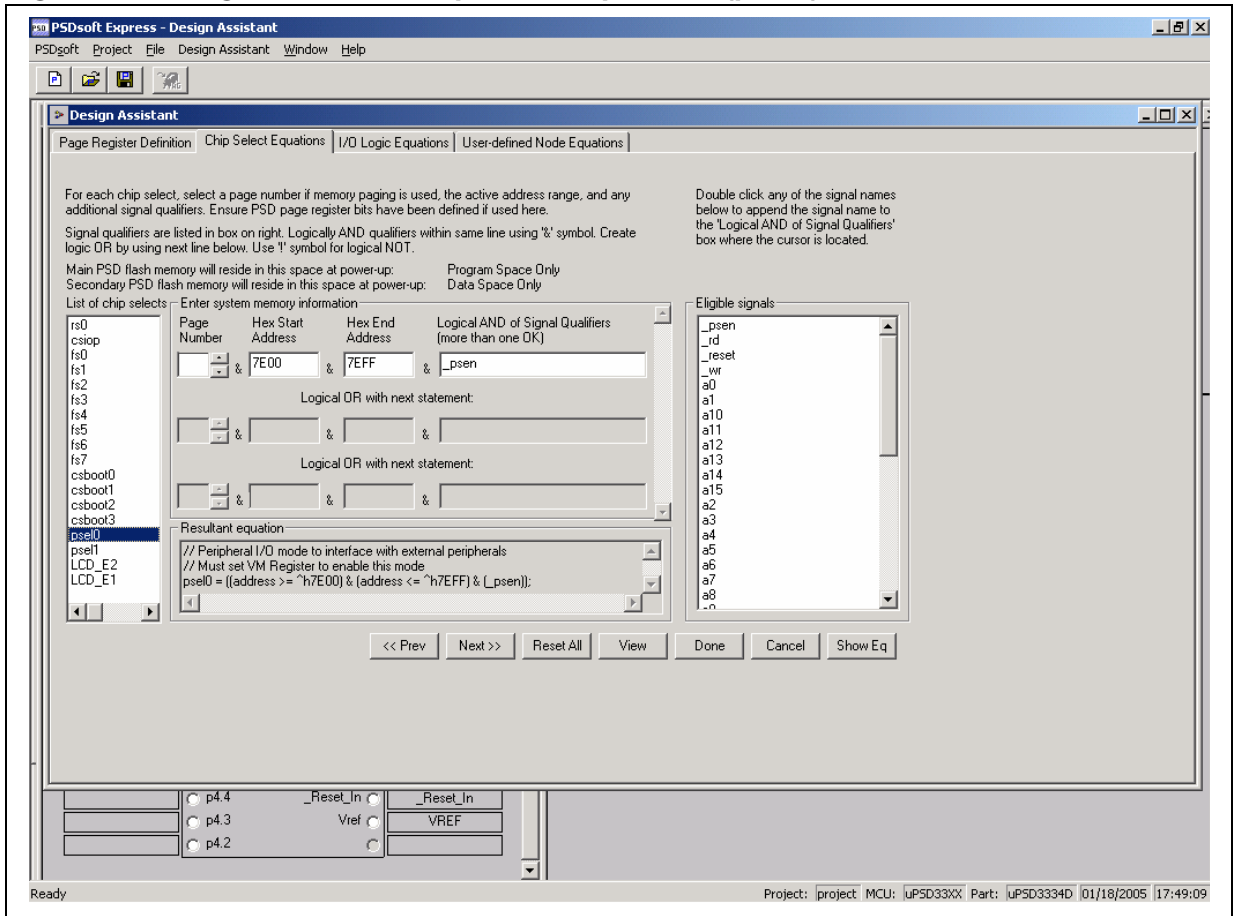 PSD PSDsoft Express - Design Assistant
PSDsoft Project File Design Assistant Window Help
Design Assistant
Page Register Definition Chip Select Equations I/O Logic Equations User-defined Node Equations
For each chip select, select a page number if memory paging is used, the active address range, and any
additional signal qualifiers. Ensure PSD page register bits have been defined if used here.
Signal qualifiers are listed in box on right. Logically AND qualifiers within same line using '&' symbol. Create
logic OR by using next line below. Use '!' symbol for logical NOT.
Double click any of the signal names
below to append the signal name to
the 'Logical AND of Signal Qualifiers'
box where the cursor is located.
Main PSD flash memory will reside in this space at power-up: Program Space Only
Secondary PSD flash memory will reside in this space at power-up: Data Space Only
List of chip selects
rs0
csiop
fs0
fs1
fs2
fs3
fs4
fs5
fs6
fs7
csboot0
csboot1
csboot2
csboot3
psel0
psel1
LCD_E2
LCD_E1
Enter system memory information
Page Number
Hex Start Address
Hex End Address
Logical AND of Signal Qualifiers (more than one OK)
& 7E00 & 7EFF & _psen
Logical OR with next statement:
& & &
Logical OR with next statement:
& & &
Resultant equation
// Peripheral I/O mode to interface with external peripherals
// Must set VM Register to enable this mode
psel0 = ((address >= ^h7E00) & (address <= ^h7EFF) & (_psen));
Eligible signals
_psen
_rd
_reset
_wr
a0
a1
a10
a11
a12
a13
a14
a15
a2
a3
a4
a5
a6
a7
a8
<< Prev Next >> Reset All View Done Cancel Show Eq
p4.4 _Reset_In _Reset_In
p4.3 Vref VREF
p4.2
Ready Project: project MCU: uPSD33XX Part: uPSD3334D 01/18/2005 17:49:09